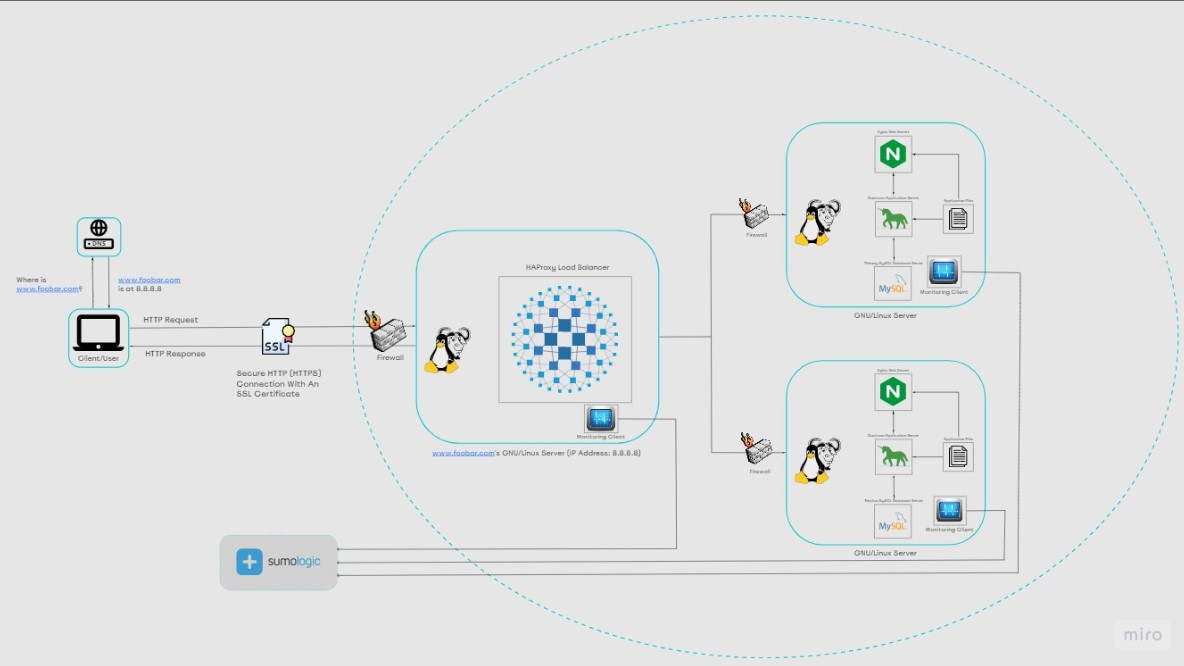 DNS
Where is
www.foobar.com?
www.foobar.com
is at 8.8.8.8
Client/User
HTTP Request
HTTP Response
SSL
Secure HTTP (HTTPS)
Connection With An
SSL Certificate
Firewall
HAProxy Load Balancer
Monitoring Client
www.foobar.com's GNU/Linux Server (IP Address: 8.8.8.8)
Firewall
Nginx Web Server
N
Application Server
Application Files
Primary MySQL Database Server
MySQL
Monitoring Client
GNU/Linux Server
Firewall
Nginx Web Server
N
Application Server
Application Files
Replica MySQL Database Server
MySQL
Monitoring Client
GNU/Linux Server
sumologic
miro